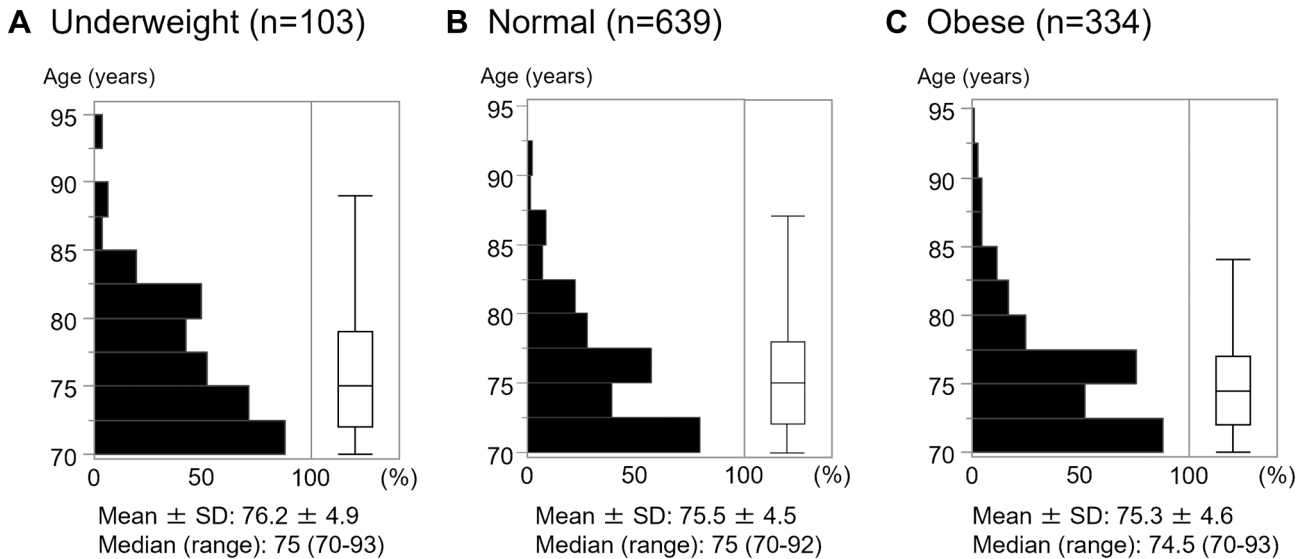 A Underweight (n=103)
Age (years)
95
90
85
80
75
70
0 50 100 (%)
Mean ± SD: 76.2 ± 4.9
Median (range): 75 (70-93)
B Normal (n=639)
Age (years)
95
90
85
80
75
70
0 50 100 (%)
Mean ± SD: 75.5 ± 4.5
Median (range): 75 (70-92)
C Obese (n=334)
Age (years)
95
90
85
80
75
70
0 50 100 (%)
Mean ± SD: 75.3 ± 4.6
Median (range): 74.5 (70-93)